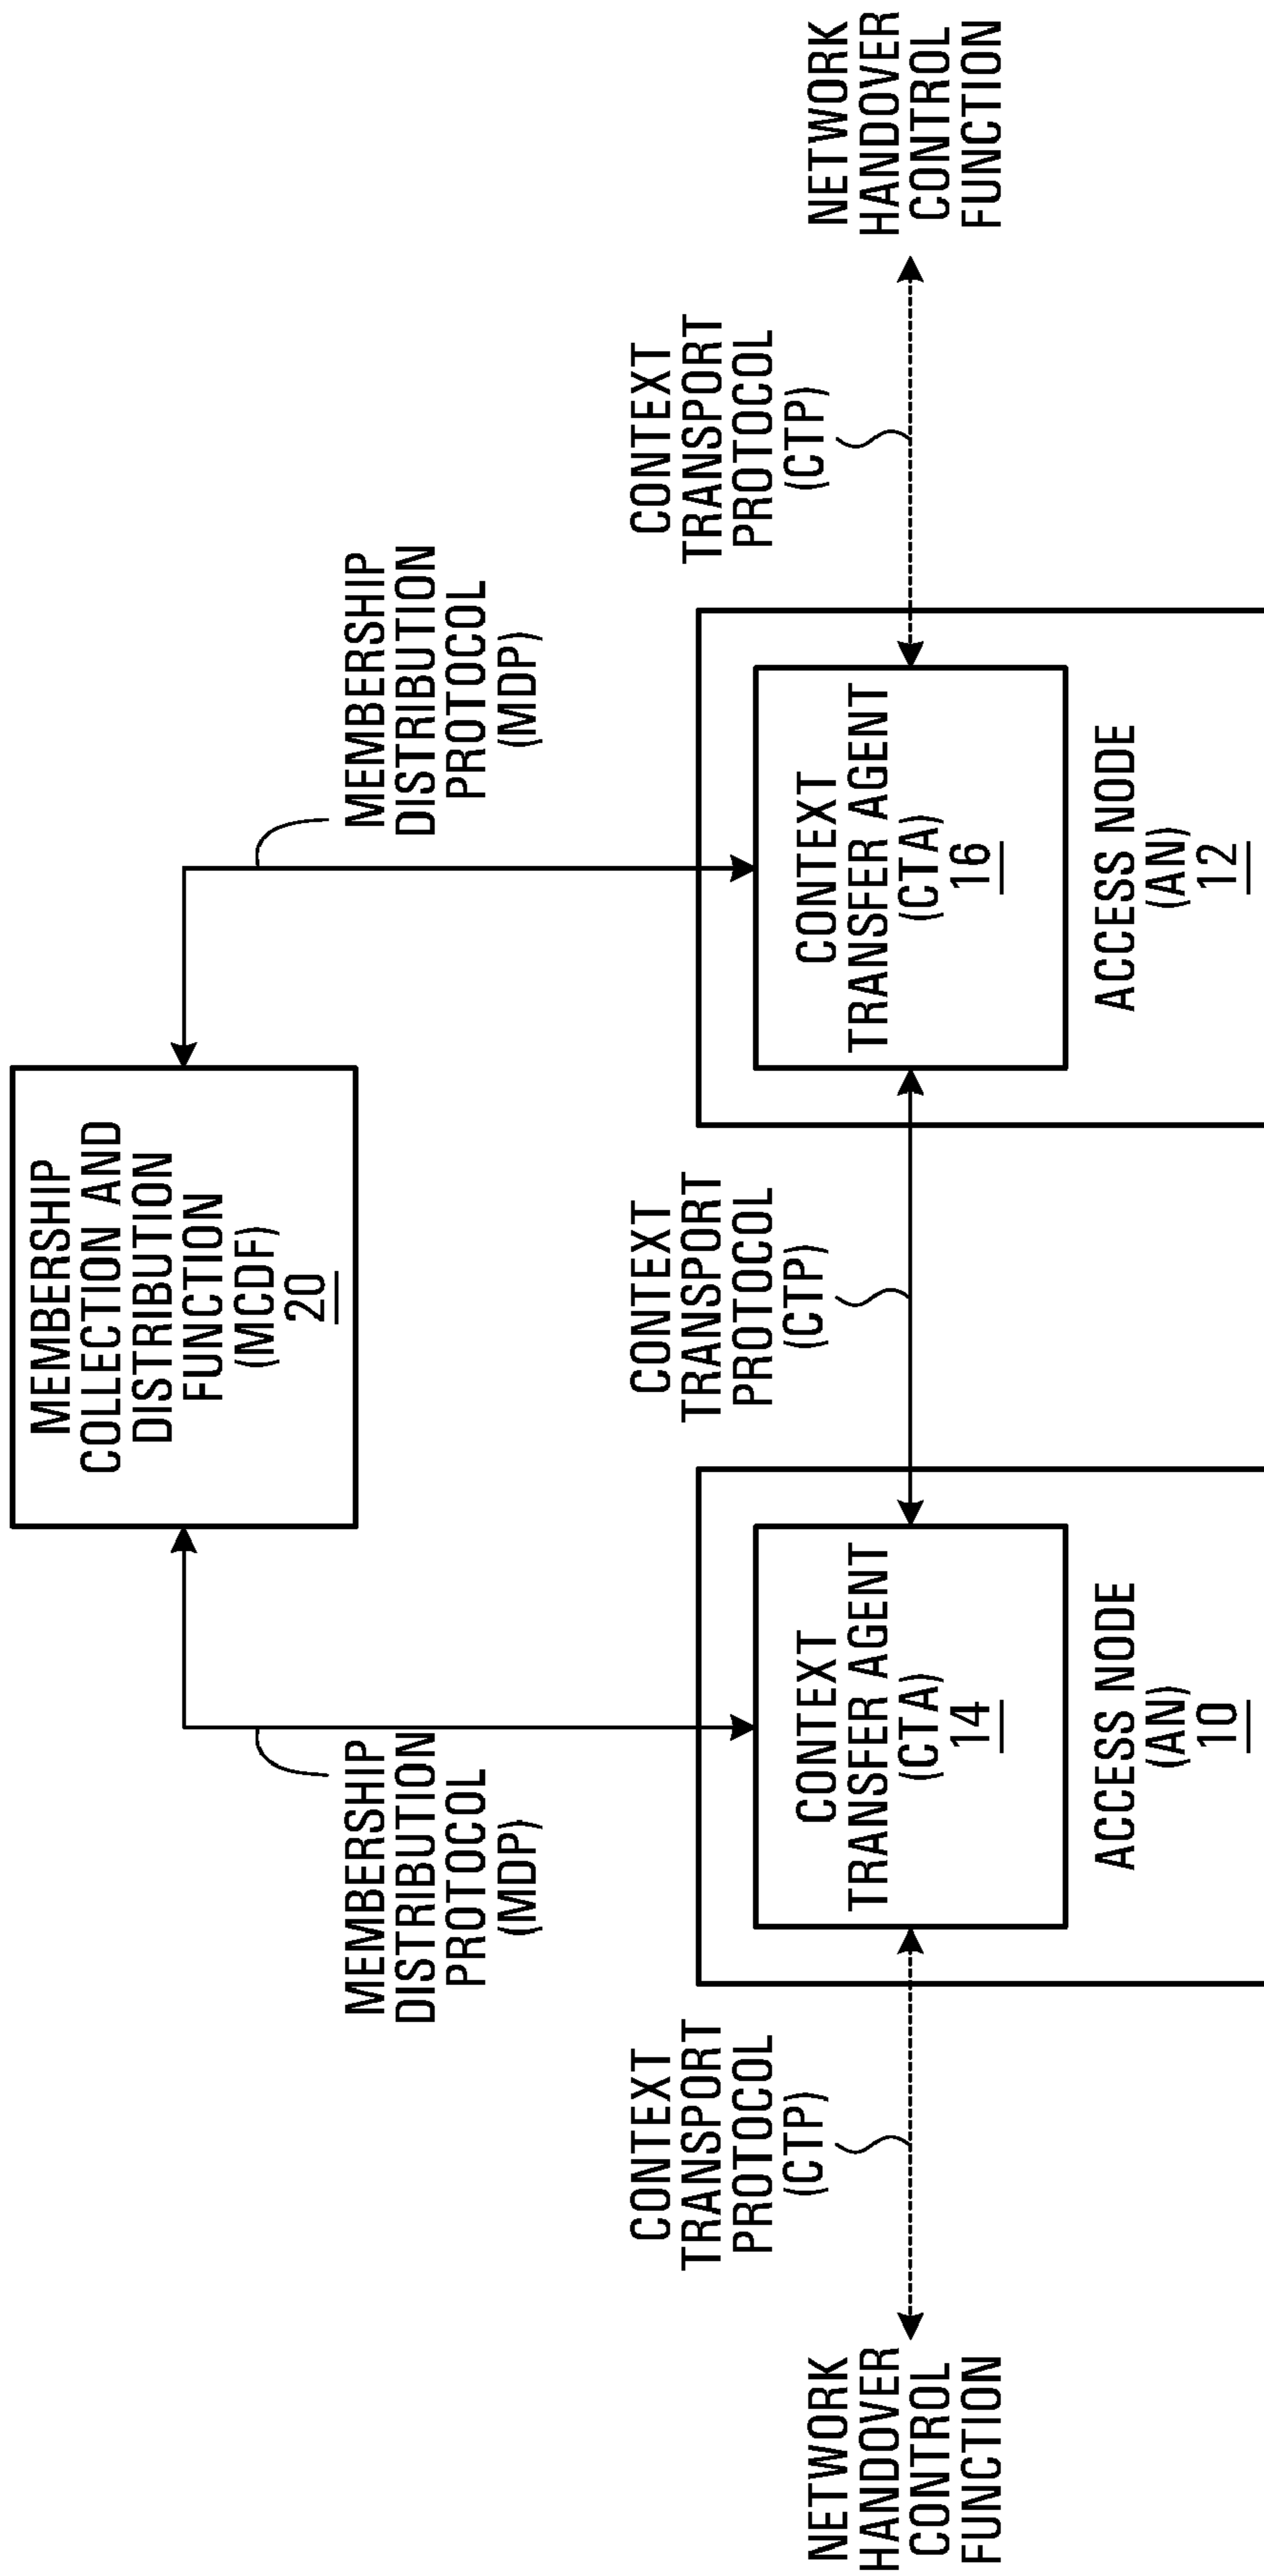 MEMBERSHIP
COLLECTION AND
DISTRIBUTION
FUNCTION
(MCDF)
20
MEMBERSHIP
DISTRIBUTION
PROTOCOL
(MDP)
MEMBERSHIP
DISTRIBUTION
PROTOCOL
(MDP)
NETWORK
HANDOVER
CONTROL
FUNCTION
CONTEXT
TRANSPORT
PROTOCOL
(CTP)
CONTEXT
TRANSFER AGENT
(CTA)
14
ACCESS NODE
(AN)
10
CONTEXT
TRANSPORT
PROTOCOL
(CTP)
CONTEXT
TRANSFER AGENT
(CTA)
16
ACCESS NODE
(AN)
12
CONTEXT
TRANSPORT
PROTOCOL
(CTP)
NETWORK
HANDOVER
CONTROL
FUNCTION